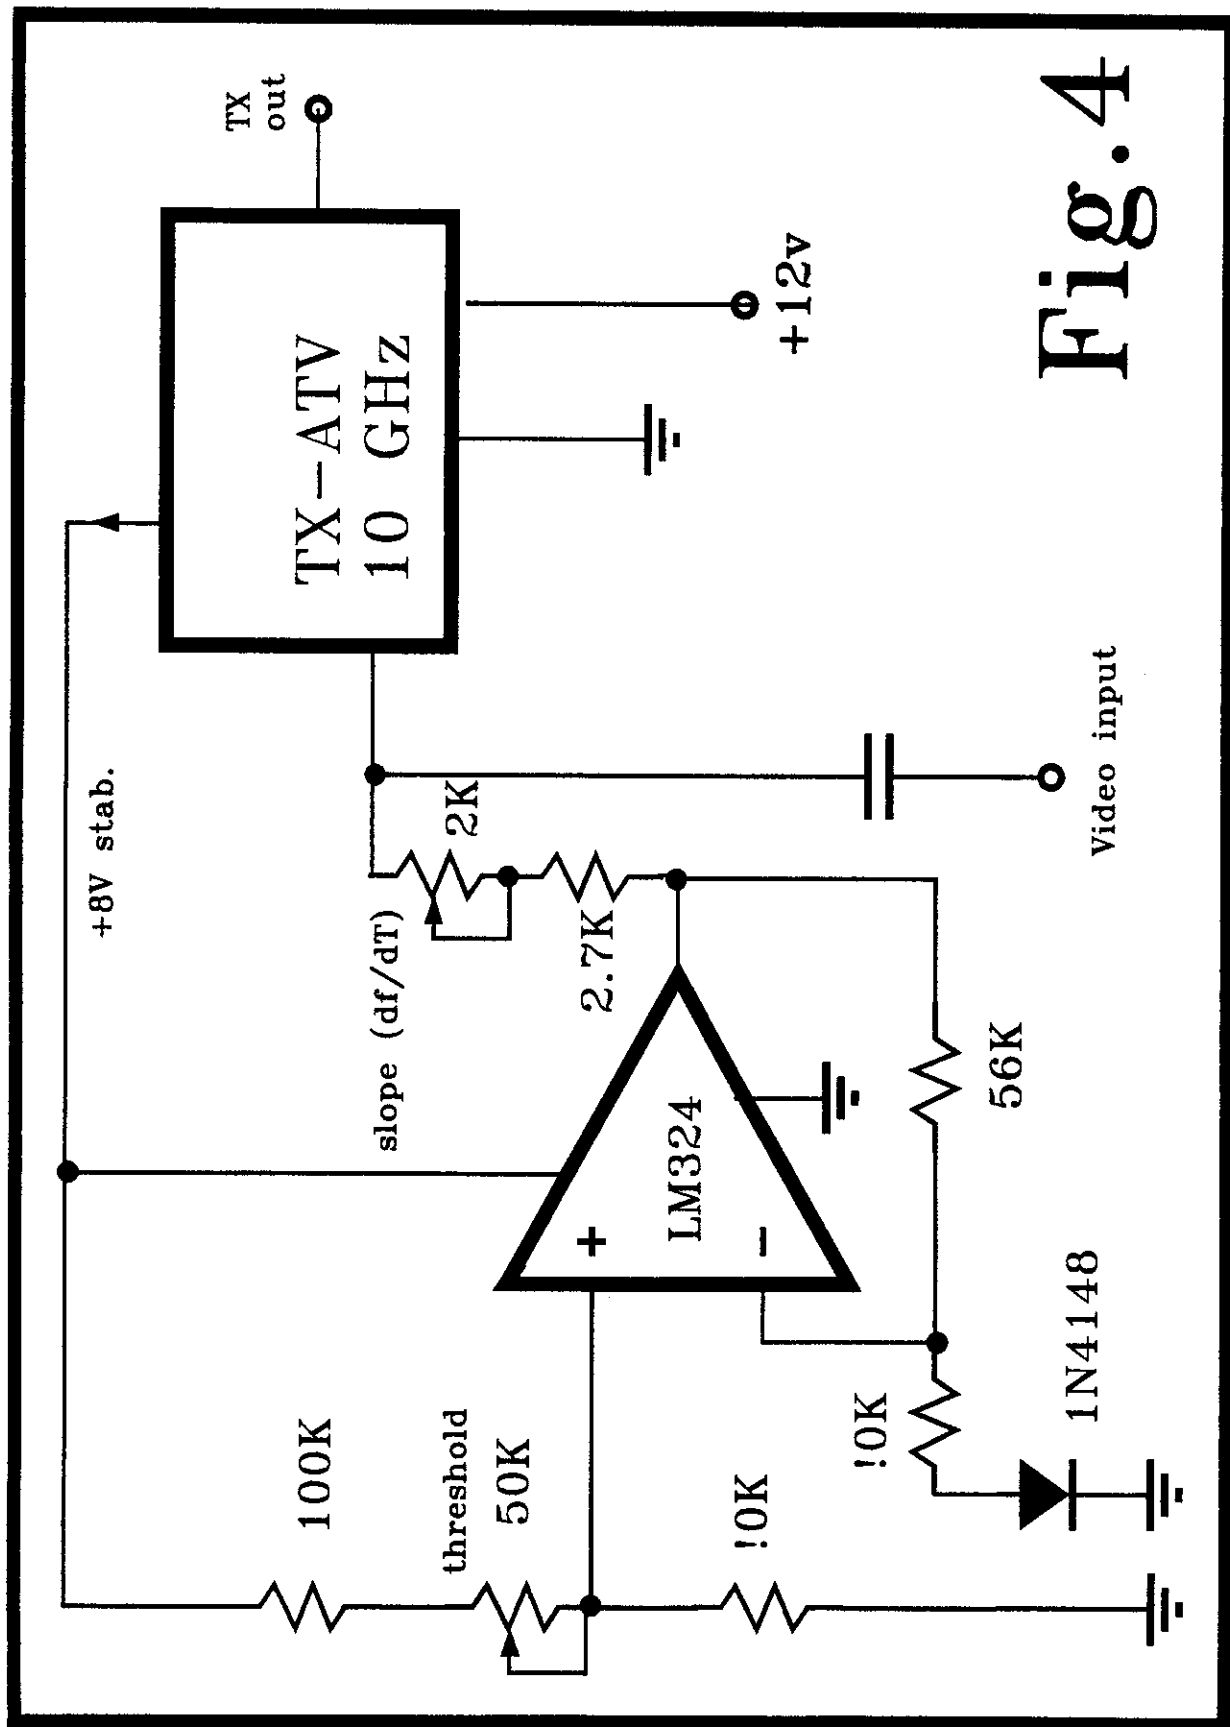 TX
out
TX-ATV
10 GHz
+12v
+8V stab.
2K
slope (df/dT)
2.7K
Video input
+
-
LM324
56K
100K
threshold
50K
!0K
!0K
1N4148
Fig.4